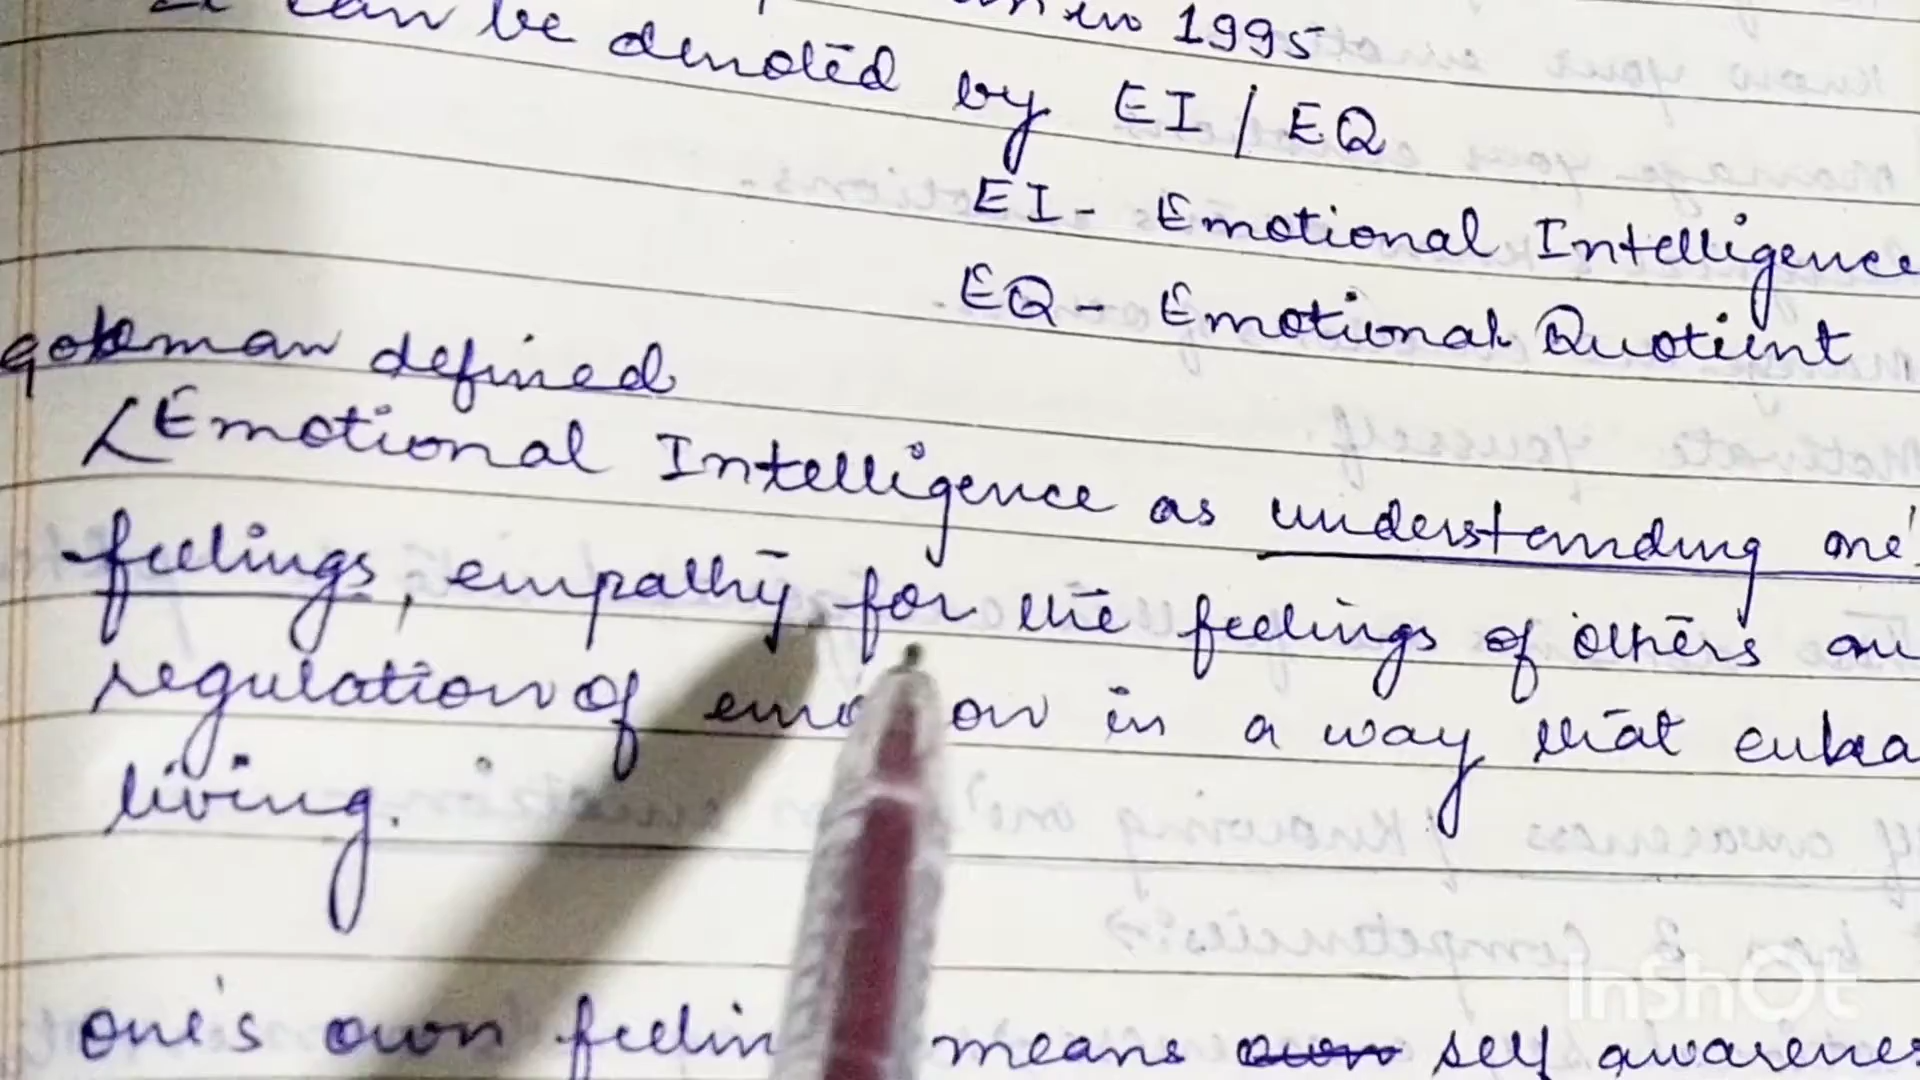 can be denoted by EI / EQ
in 1995
EI - Emotional Intelligence
EQ - Emotional Quotient
goleman defined
Emotional Intelligence as understanding one's
feelings, empathy for the feelings of others
regulation of in a way that
living.
one's own means own self
InShOt